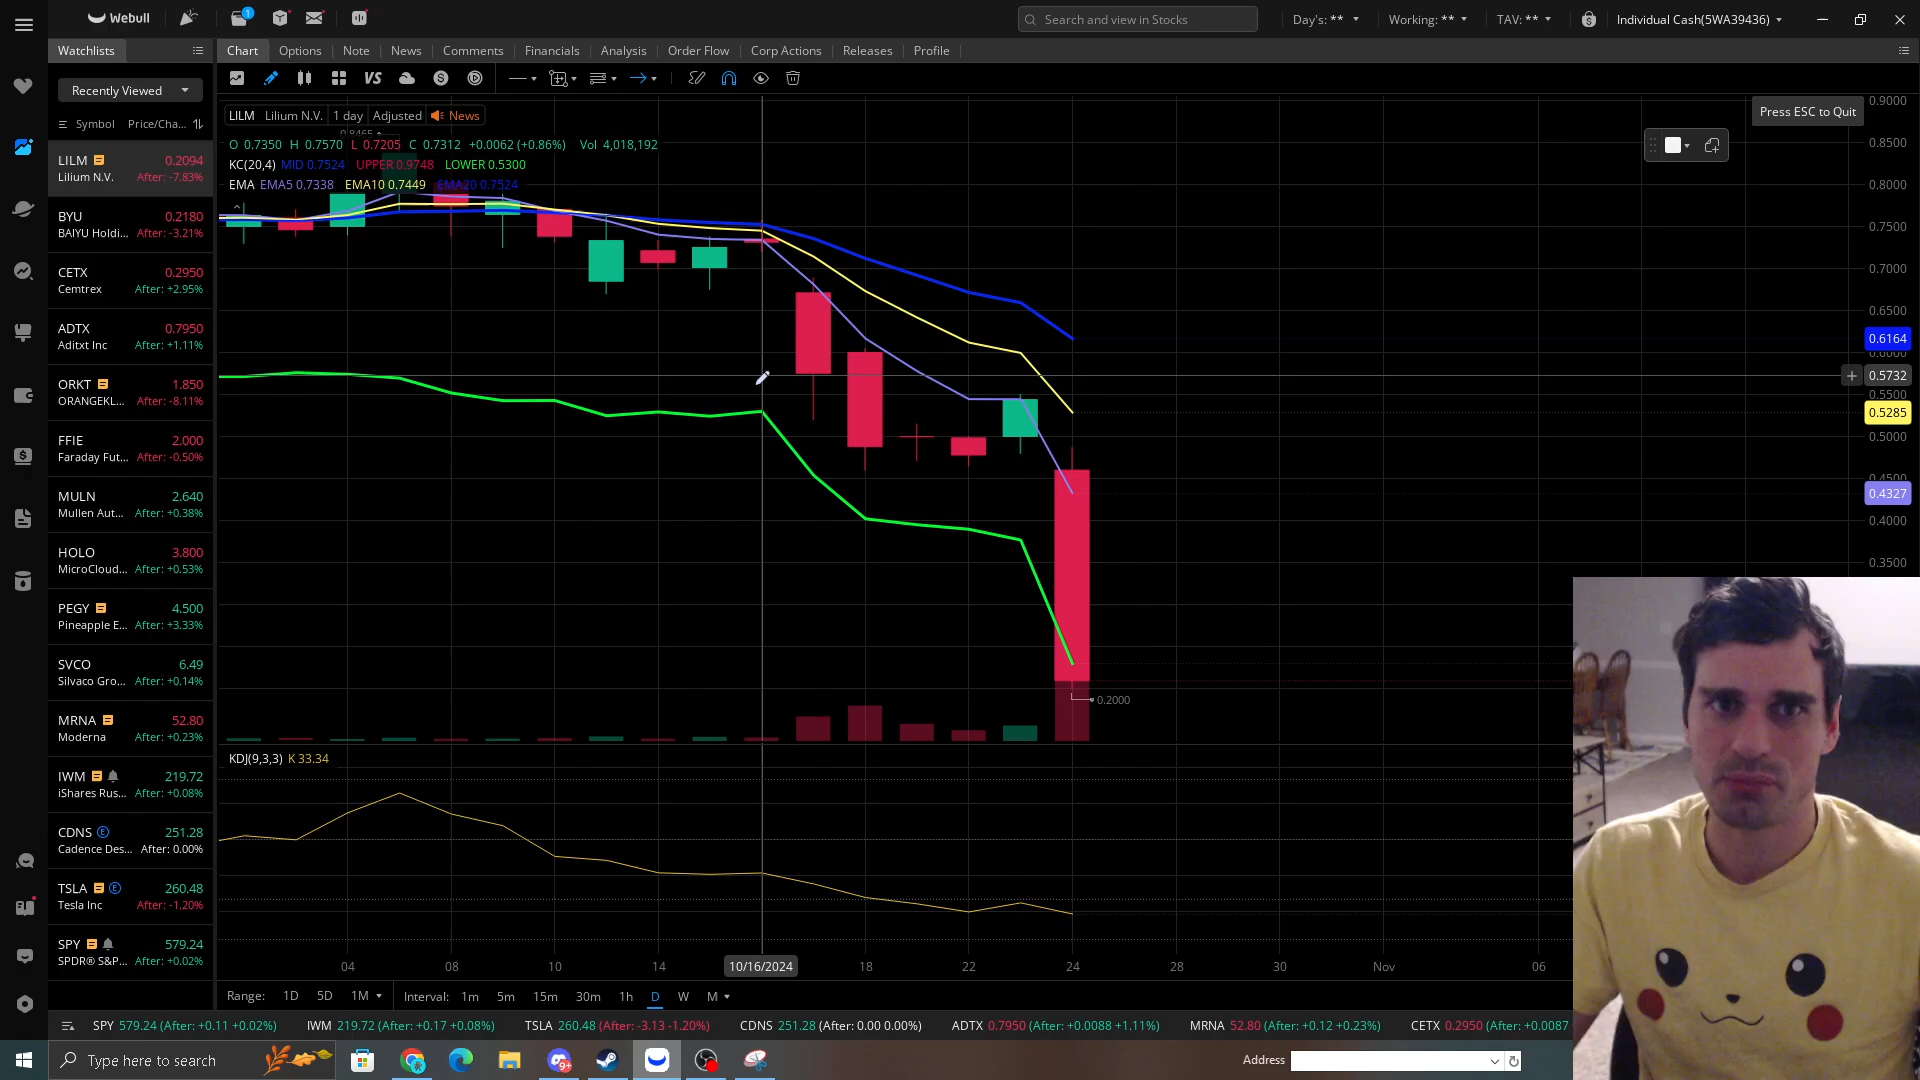 Webull
1
Search and view in Stocks
Day's: **
Working: **
TAV: **
Individual Cash(5WA39436)
Watchlists
Chart
Options
Note
News
Comments
Financials
Analysis
Order Flow
Corp Actions
Releases
Profile
Recently Viewed
VS
Symbol
Price/Cha...
LILM 0.2094
Lilium N.V. After: -7.83%
BYU 0.2180
BAIYU Holdi... After: -3.21%
CETX 0.2950
Cemtrex After: +2.95%
ADTX 0.7950
Aditxt Inc After: +1.11%
ORKT 1.850
ORANGEKL... After: -8.11%
FFIE 2.000
Faraday Fut... After: -0.50%
MULN 2.640
Mullen Aut... After: +0.38%
HOLO 3.800
MicroCloud... After: +0.53%
PEGY 4.500
Pineapple E... After: +3.33%
SVCO 6.49
Silvaco Gro... After: +0.14%
MRNA 52.80
Moderna After: +0.23%
IWM 219.72
iShares Rus... After: +0.08%
CDNS E 251.28
Cadence Des... After: 0.00%
TSLA E 260.48
Tesla Inc After: -1.20%
SPY 579.24
SPDR® S&P... After: +0.02%
LILM Lilium N.V. 1 day Adjusted News
0.8465
O 0.7350 H 0.7570 L 0.7205 C 0.7312 +0.0062 (+0.86%) Vol 4,018,192
KC(20,4) MID 0.7524 UPPER 0.9748 LOWER 0.5300
EMA EMA5 0.7338 EMA10 0.7449 EMA20 0.7524
Press ESC to Quit
0.9000
0.8500
0.8000
0.7500
0.7000
0.6500
0.6164
0.6000
0.5732
0.5500
0.5285
0.5000
0.4500
0.4327
0.4000
0.3500
0.2000
KDJ(9,3,3) K 33.34
04
08
10
14
10/16/2024
18
22
24
28
30
Nov
06
Range: 1D 5D 1M
Interval: 1m 5m 15m 30m 1h D W M
SPY 579.24 (After: +0.11 +0.02%)
IWM 219.72 (After: +0.17 +0.08%)
TSLA 260.48 (After: -3.13 -1.20%)
CDNS 251.28 (After: 0.00 0.00%)
ADTX 0.7950 (After: +0.0088 +1.11%)
MRNA 52.80 (After: +0.12 +0.23%)
CETX 0.2950 (After: +0.0087
Type here to search
9+
Address